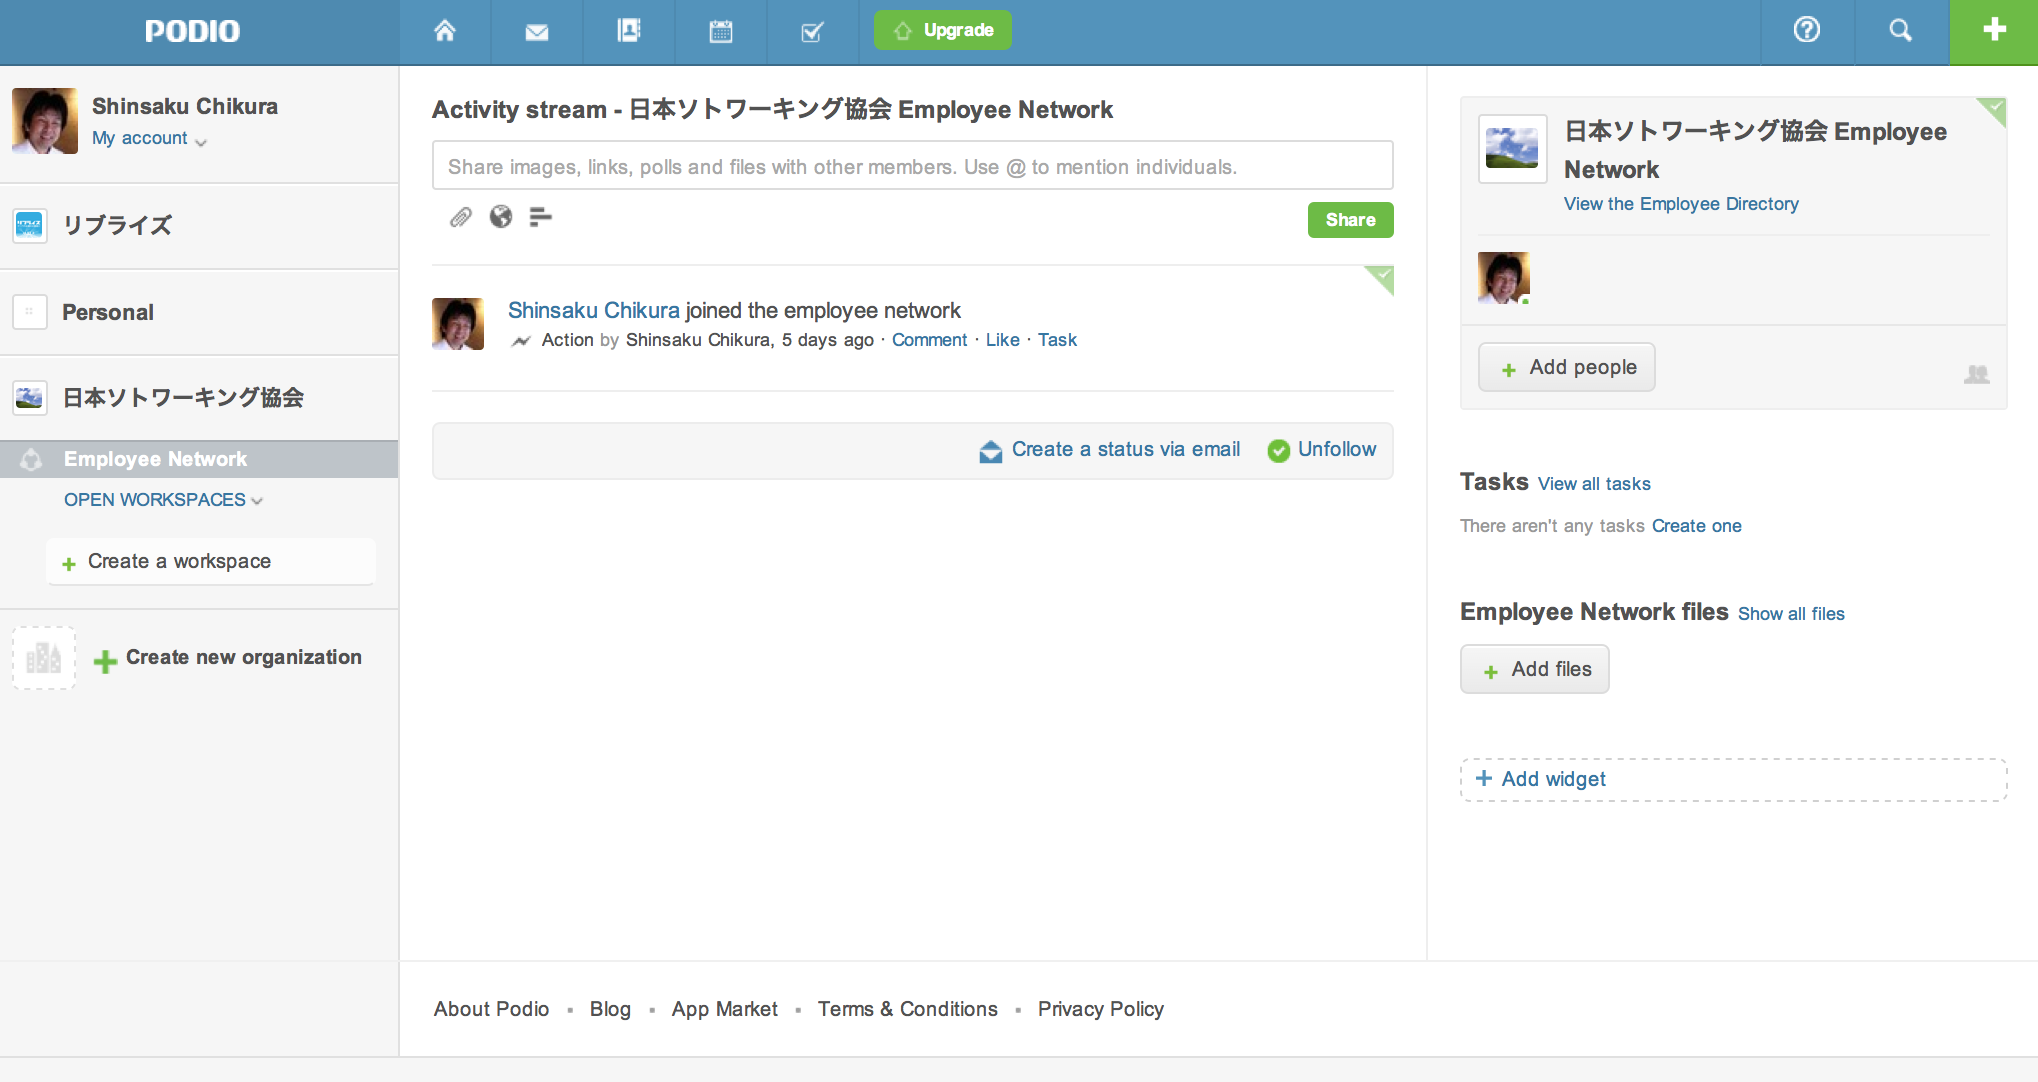 PODIO
Upgrade
Shinsaku Chikura
My account
リブライズ
Personal
日本ソトワーキング協会
Employee Network
OPEN WORKSPACES
Create a workspace
Create new organization
Activity stream - 日本ソトワーキング協会 Employee Network
Share images, links, polls and files with other members. Use @ to mention individuals.
Share
Shinsaku Chikura joined the employee network
Action by Shinsaku Chikura, 5 days ago · Comment · Like · Task
Create a status via email
Unfollow
日本ソトワーキング協会 Employee
Network
View the Employee Directory
Add people
Tasks View all tasks
There aren't any tasks Create one
Employee Network files Show all files
Add files
Add widget
About Podio ▪ Blog ▪ App Market ▪ Terms & Conditions ▪ Privacy Policy